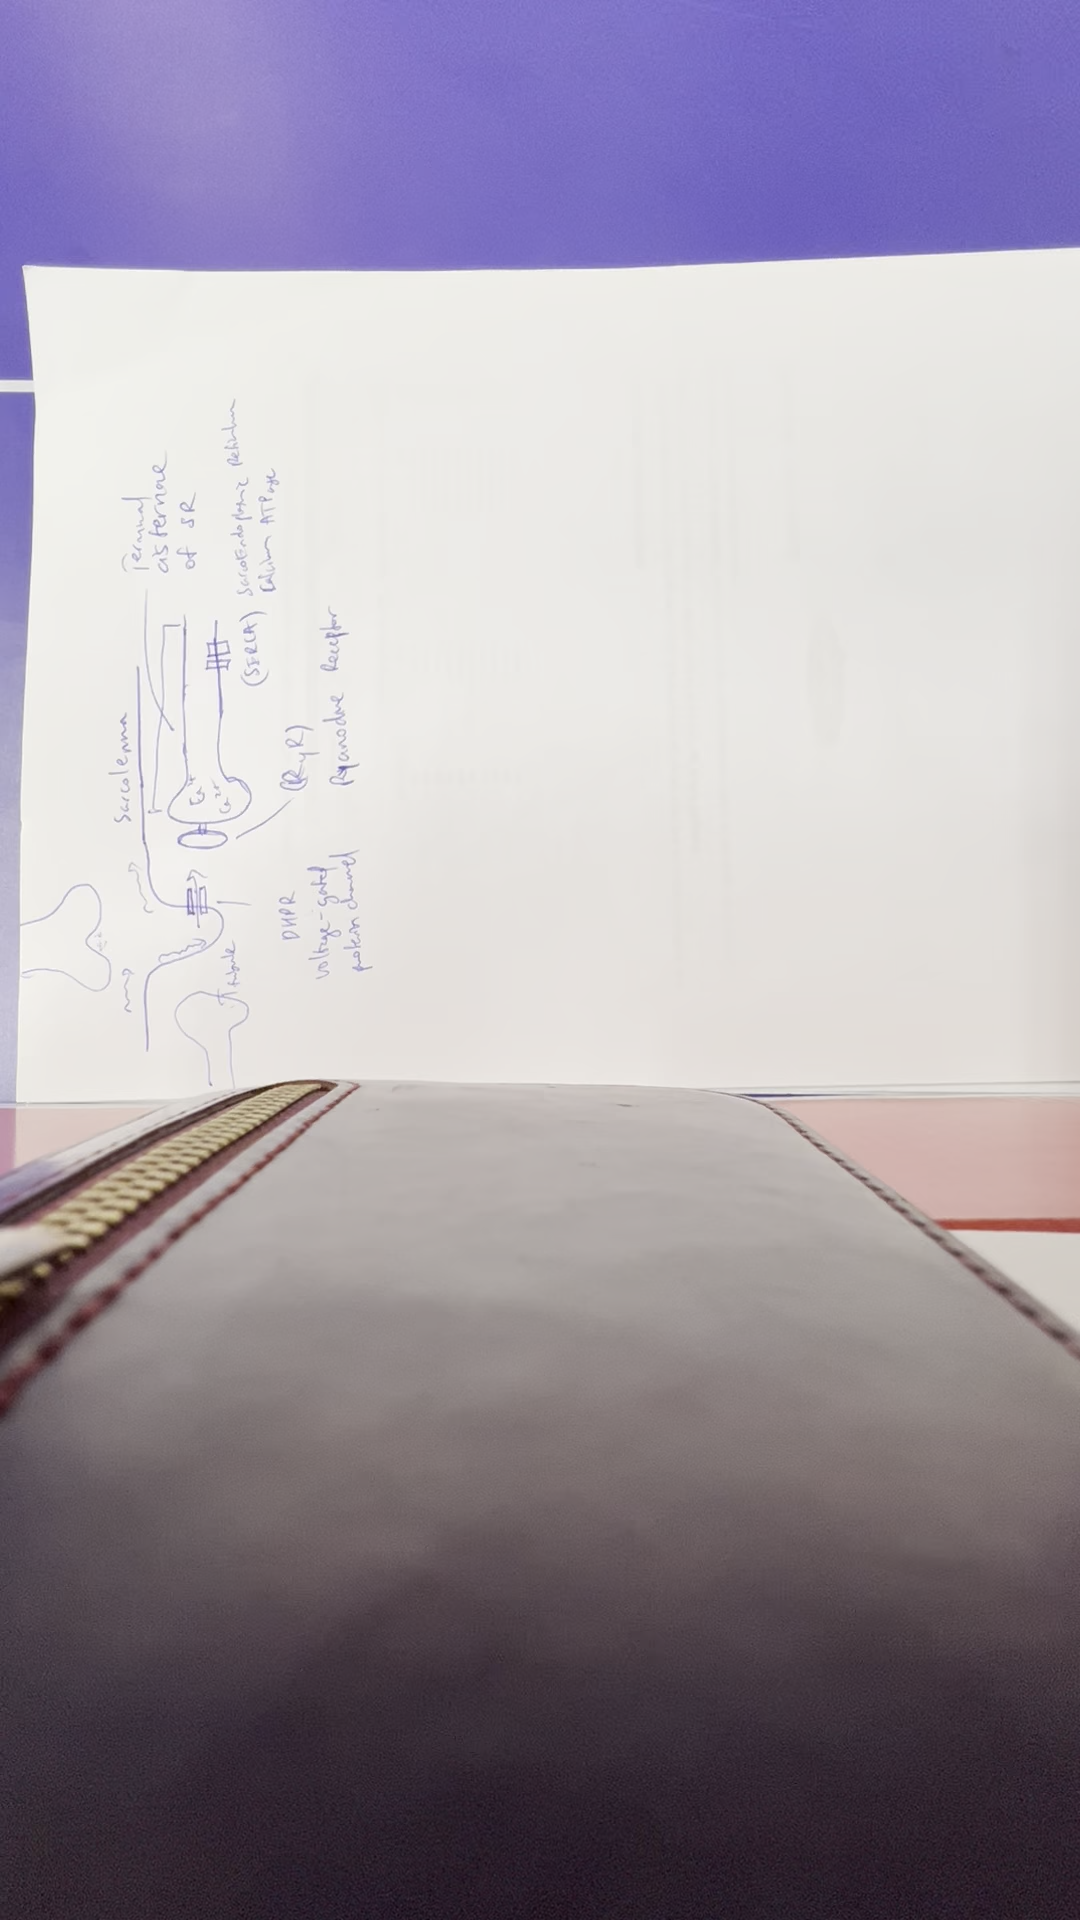 Sarcolemma
Terminal
cisternae
of SR
Ca²⁺
Ca²⁺
T tubule
(SERCA)
SarcoEndoplasmic Reticulum
Calcium ATPase
(RyR)
Ryanodine Receptor
DHPR
voltage-gated
protein channel